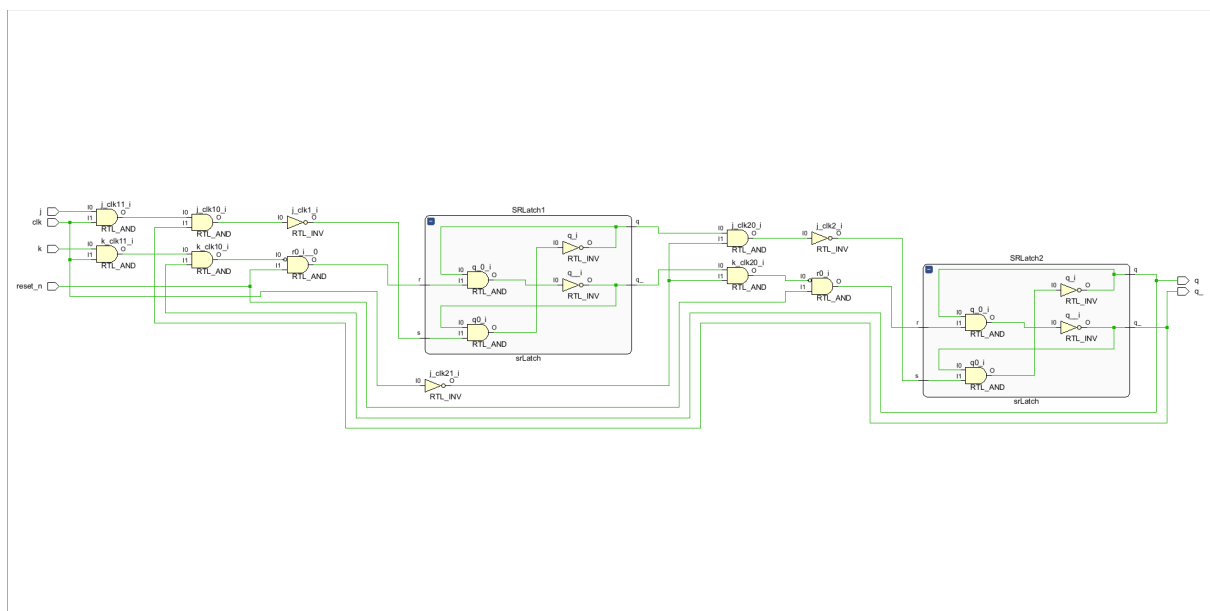 j
clk
k
reset_n
j_clk11_i
I0 O
I1
RTL_AND
k_clk11_i
I0 O
I1
RTL_AND
j_clk10_i
I0 O
I1
RTL_AND
k_clk10_i
I0 O
I1
RTL_AND
j_clk1_i
I0 O
RTL_INV
r0_i__0
I0 O
I1
RTL_AND
SRLatch1
q_i
I0 O
RTL_INV
q_0_i
I0 O
I1
RTL_AND
q__i
I0 O
RTL_INV
q0_i
I0 O
I1
RTL_AND
r
s
q
q_
srLatch
j_clk21_i
I0 O
RTL_INV
j_clk20_i
I0 O
I1
RTL_AND
k_clk20_i
I0 O
I1
RTL_AND
j_clk2_i
I0 O
RTL_INV
r0_i
I0 O
I1
RTL_AND
SRLatch2
q_i
I0 O
RTL_INV
q_0_i
I0 O
I1
RTL_AND
q__i
I0 O
RTL_INV
q0_i
I0 O
I1
RTL_AND
r
s
q
q_
srLatch
q
q_